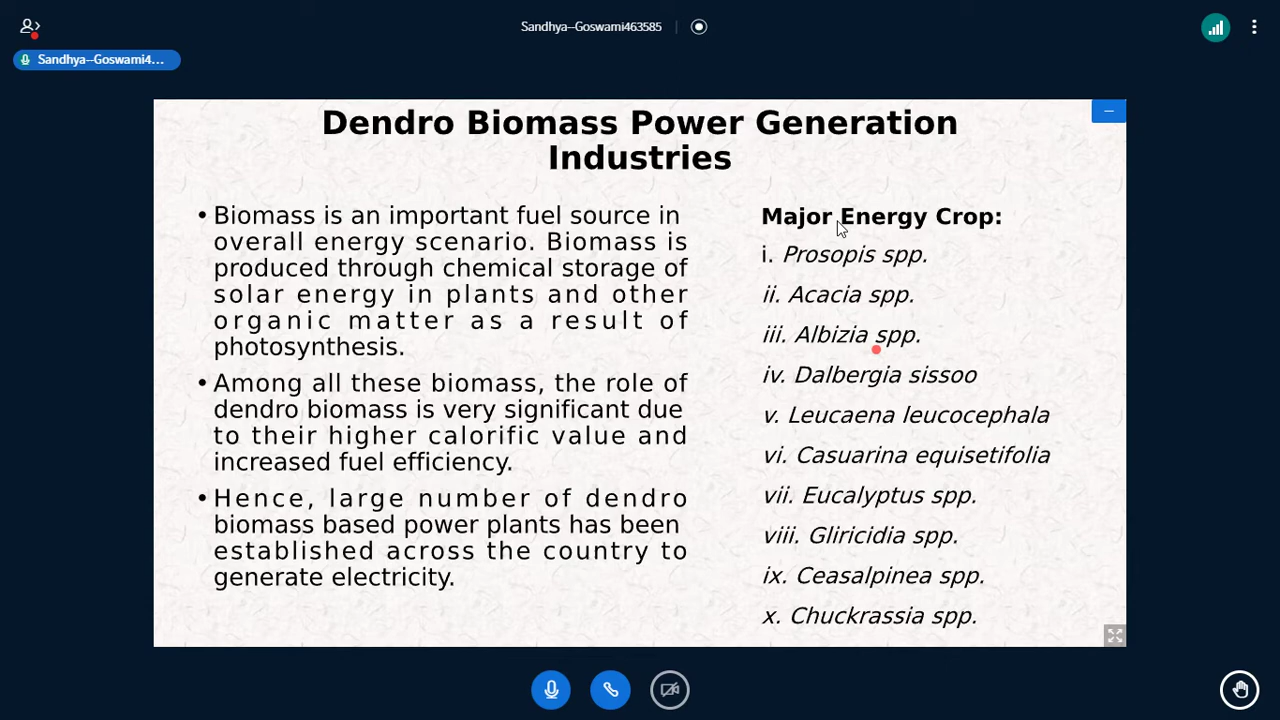 Sandhya--Goswami463585
Sandhya--Goswami4...
Dendro Biomass Power Generation
Industries
• Biomass is an important fuel source in
overall energy scenario. Biomass is
produced through chemical storage of
solar energy in plants and other
organic matter as a result of
photosynthesis.
• Among all these biomass, the role of
dendro biomass is very significant due
to their higher calorific value and
increased fuel efficiency.
• Hence, large number of dendro
biomass based power plants has been
established across the country to
generate electricity.
Major Energy Crop:
i. Prosopis spp.
ii. Acacia spp.
iii. Albizia spp.
iv. Dalbergia sissoo
v. Leucaena leucocephala
vi. Casuarina equisetifolia
vii. Eucalyptus spp.
viii. Gliricidia spp.
ix. Ceasalpinea spp.
x. Chuckrassia spp.